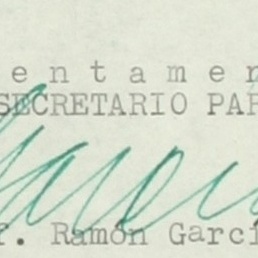 e n t a m e n
SECRETARIO PAR
f. Ramón Garcí